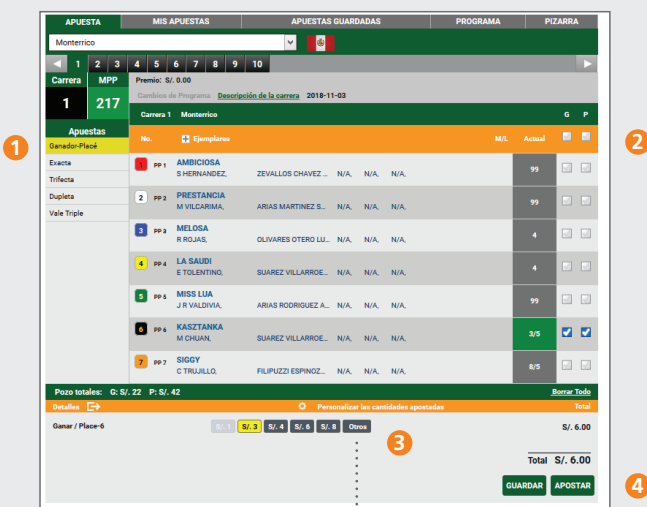 APUESTA MIS APUESTAS APUESTAS GUARDADAS PROGRAMA PIZARRA
Monterrico
1 2 3 4 5 6 7 8 9 10
Carrera MPP Premio: S/. 0.00
Cambios de Programa Descripción de la carrera 2018-11-03
1 217
Carrera 1 Monterrico G P
Apuestas
1 Ganador-Placé No. Ejemplares M/L Actual 2
Exacta
Trifecta
Dupleta
Vale Triple
1 PP 1 AMBICIOSA
S HERNANDEZ, ZEVALLOS CHAVEZ ... N/A, N/A, N/A, 99
2 PP 2 PRESTANCIA
M VILCARIMA, ARIAS MARTINEZ S... N/A, N/A, N/A, 99
3 PP 3 MELOSA
R ROJAS, OLIVARES OTERO LU... N/A, N/A, N/A, 4
4 PP 4 LA SAUDI
E TOLENTINO, SUAREZ VILLARROE... N/A, N/A, N/A, 4
5 PP 5 MISS LUA
J R VALDIVIA, ARIAS RODRIGUEZ A... N/A, N/A, N/A, 99
6 PP 6 KASZTANKA
M CHUAN, SUAREZ VILLARROE... N/A, N/A, N/A, 3/5
7 PP 7 SIGGY
C TRUJILLO, FILIPUZZI ESPINOZ... N/A, N/A, N/A, 8/5
Pozo totales: G: S/. 22 P: S/. 42 Borrar Todo
Detalles Personalizar las cantidades apostadas Total
Ganar / Place-6 S/. 1 S/. 3 S/. 4 S/. 6 S/. 8 Otros S/. 6.00
3
Total S/. 6.00
GUARDAR APOSTAR 4